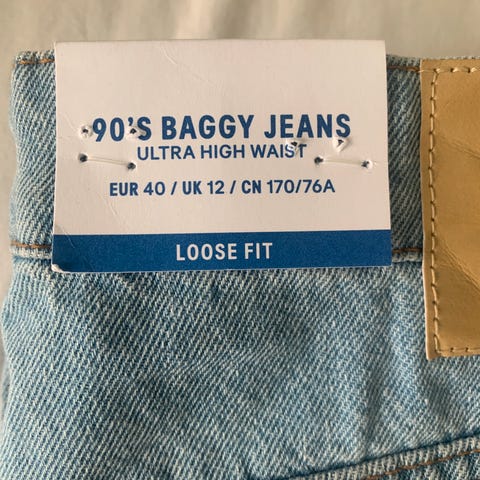 90'S BAGGY JEANS
ULTRA HIGH WAIST
EUR 40 / UK 12 / CN 170/76A
LOOSE FIT